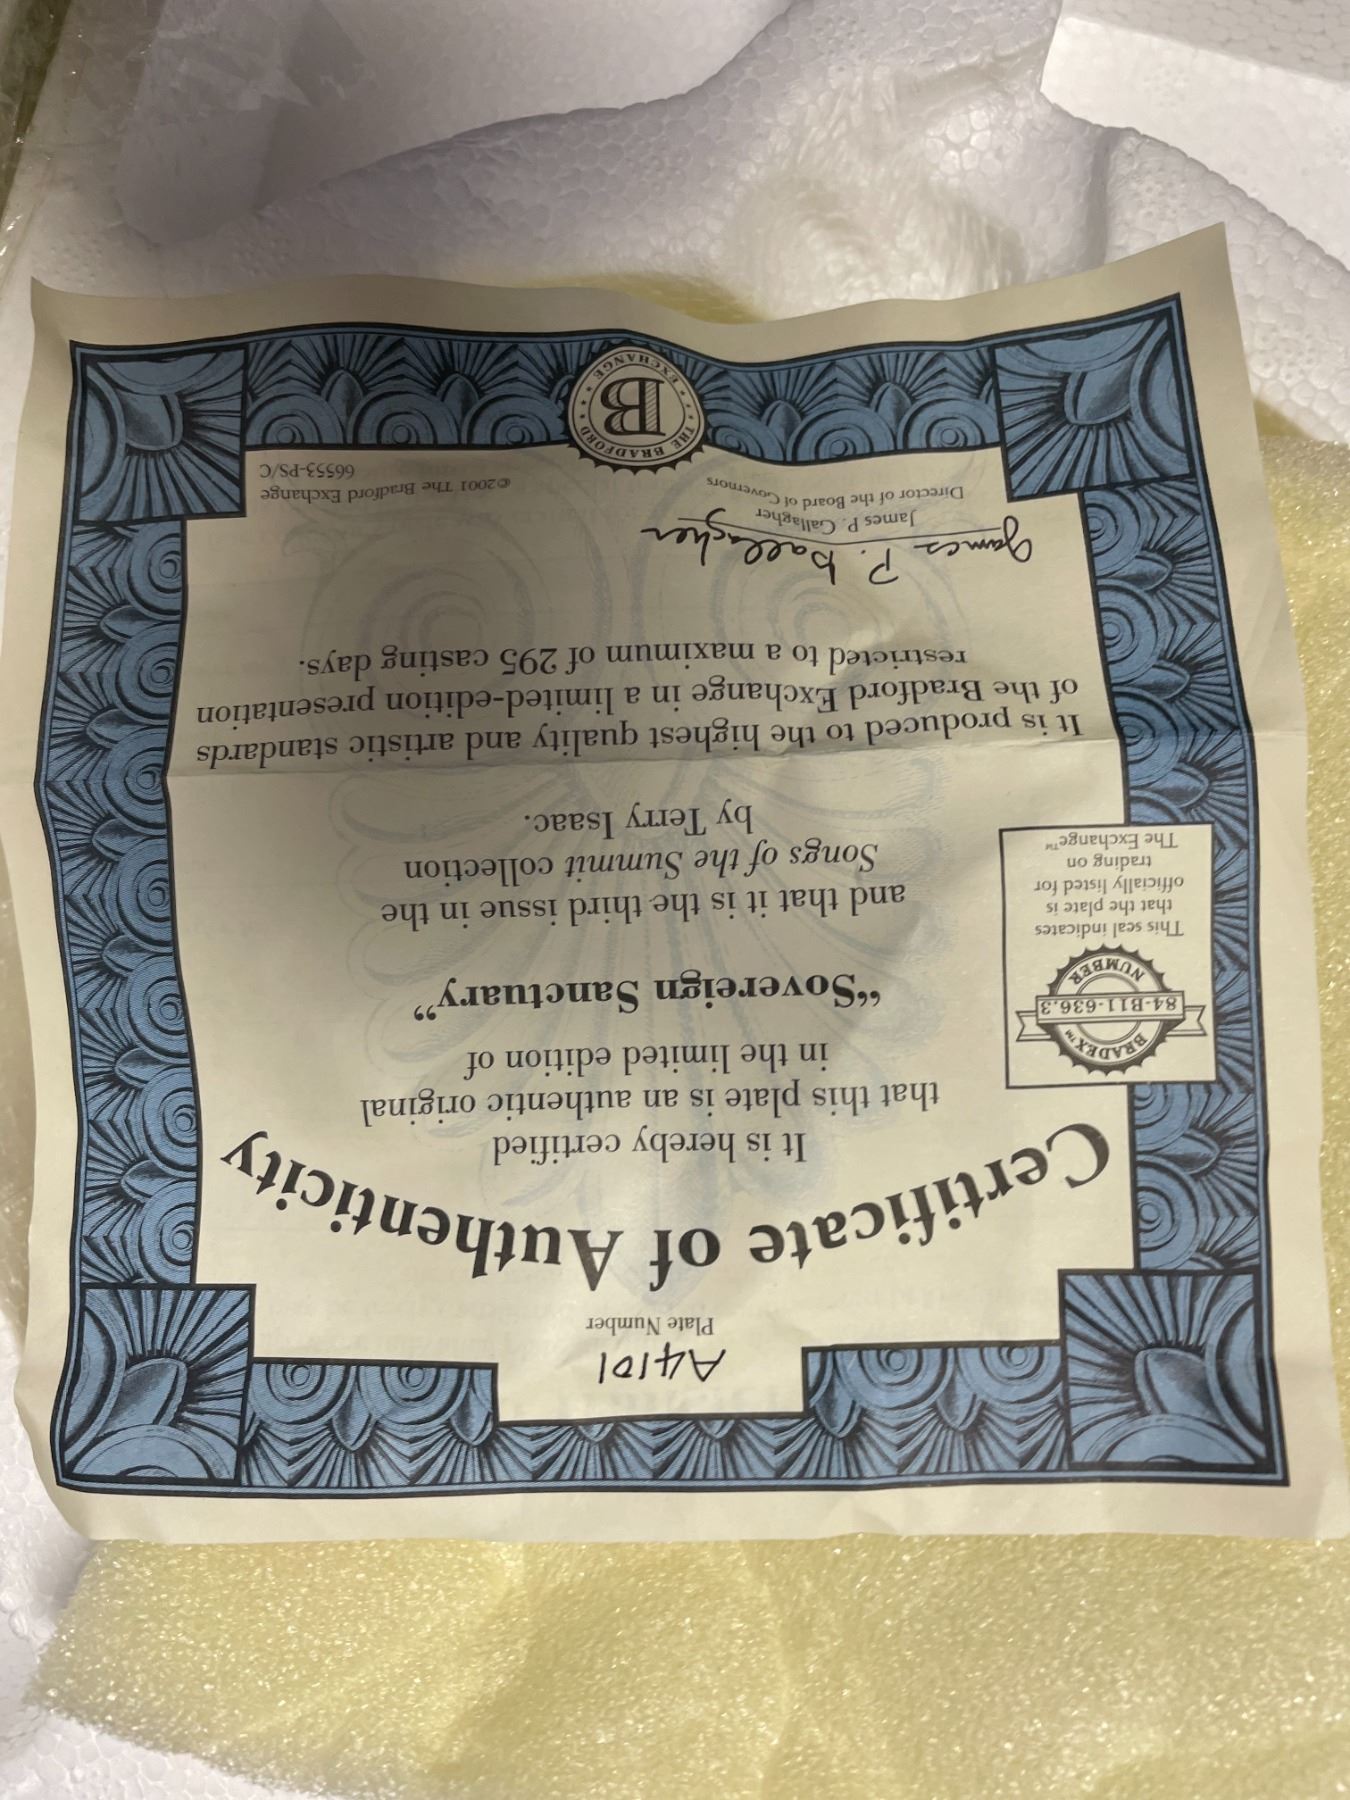 A4101
Plate Number
Certificate of Authenticity
It is hereby certified
that this plate is an authentic original
in the limited edition of
“Sovereign Sanctuary”
and that it is the third issue in the
Songs of the Summit collection
by Terry Isaac.
BRADEX™
84-B11-636.3
NUMBER
This seal indicates
that the plate is
officially listed for
trading on
The Exchange™
It is produced to the highest quality and artistic standards
of the Bradford Exchange in a limited-edition presentation
restricted to a maximum of 295 casting days.
James P. Gallagher
James P. Gallagher
Director of the Board of Governors
©2001 The Bradford Exchange
66553-PS/C
THE BRADFORD
B
EXCHANGE